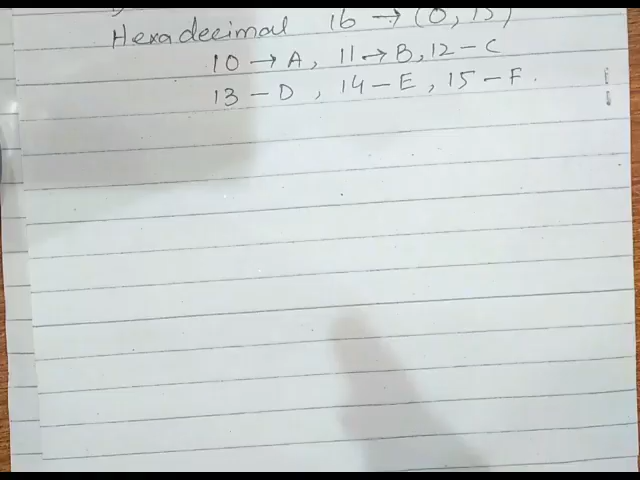 Hexadecimal 16 → (0, 15)
10 → A, 11 → B, 12 - C
13 - D, 14 - E, 15 - F.